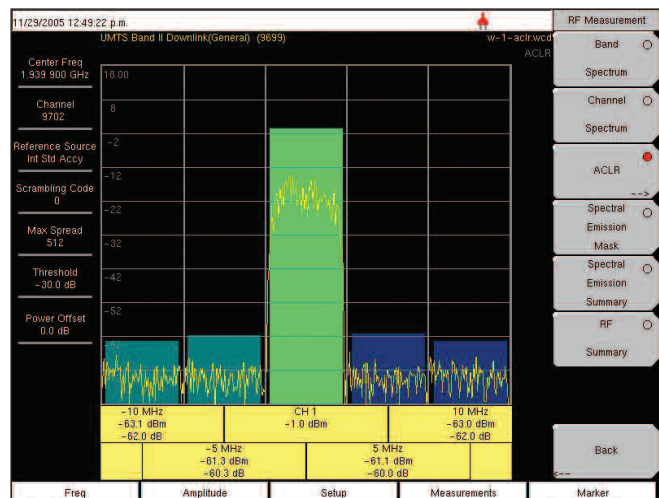 11/29/2005 12:49:22 p.m.
UMTS Band II Downlink(General) (9699)
w-1-aclr.wcd
ACLR
Center Freq
1.939 900 GHz
Channel
9702
Reference Source
Int Std Accy
Scrambling Code
0
Max Spread
512
Threshold
-30.0 dB
Power Offset
0.0 dB
18.00
8
-2
-12
-22
-32
-42
-52
-62
-10 MHz
-63.1 dBm
-62.0 dB
CH 1
-1.0 dBm
10 MHz
-63.0 dBm
-62.0 dB
-5 MHz
-61.3 dBm
-60.3 dB
5 MHz
-61.1 dBm
-60.0 dB
RF Measurement
Band
Spectrum
Channel
Spectrum
ACLR
-->
Spectral
Emission
Mask
Spectral
Emission
Summary
RF
Summary
Back
<--
Freq
Amplitude
Setup
Measurements
Marker